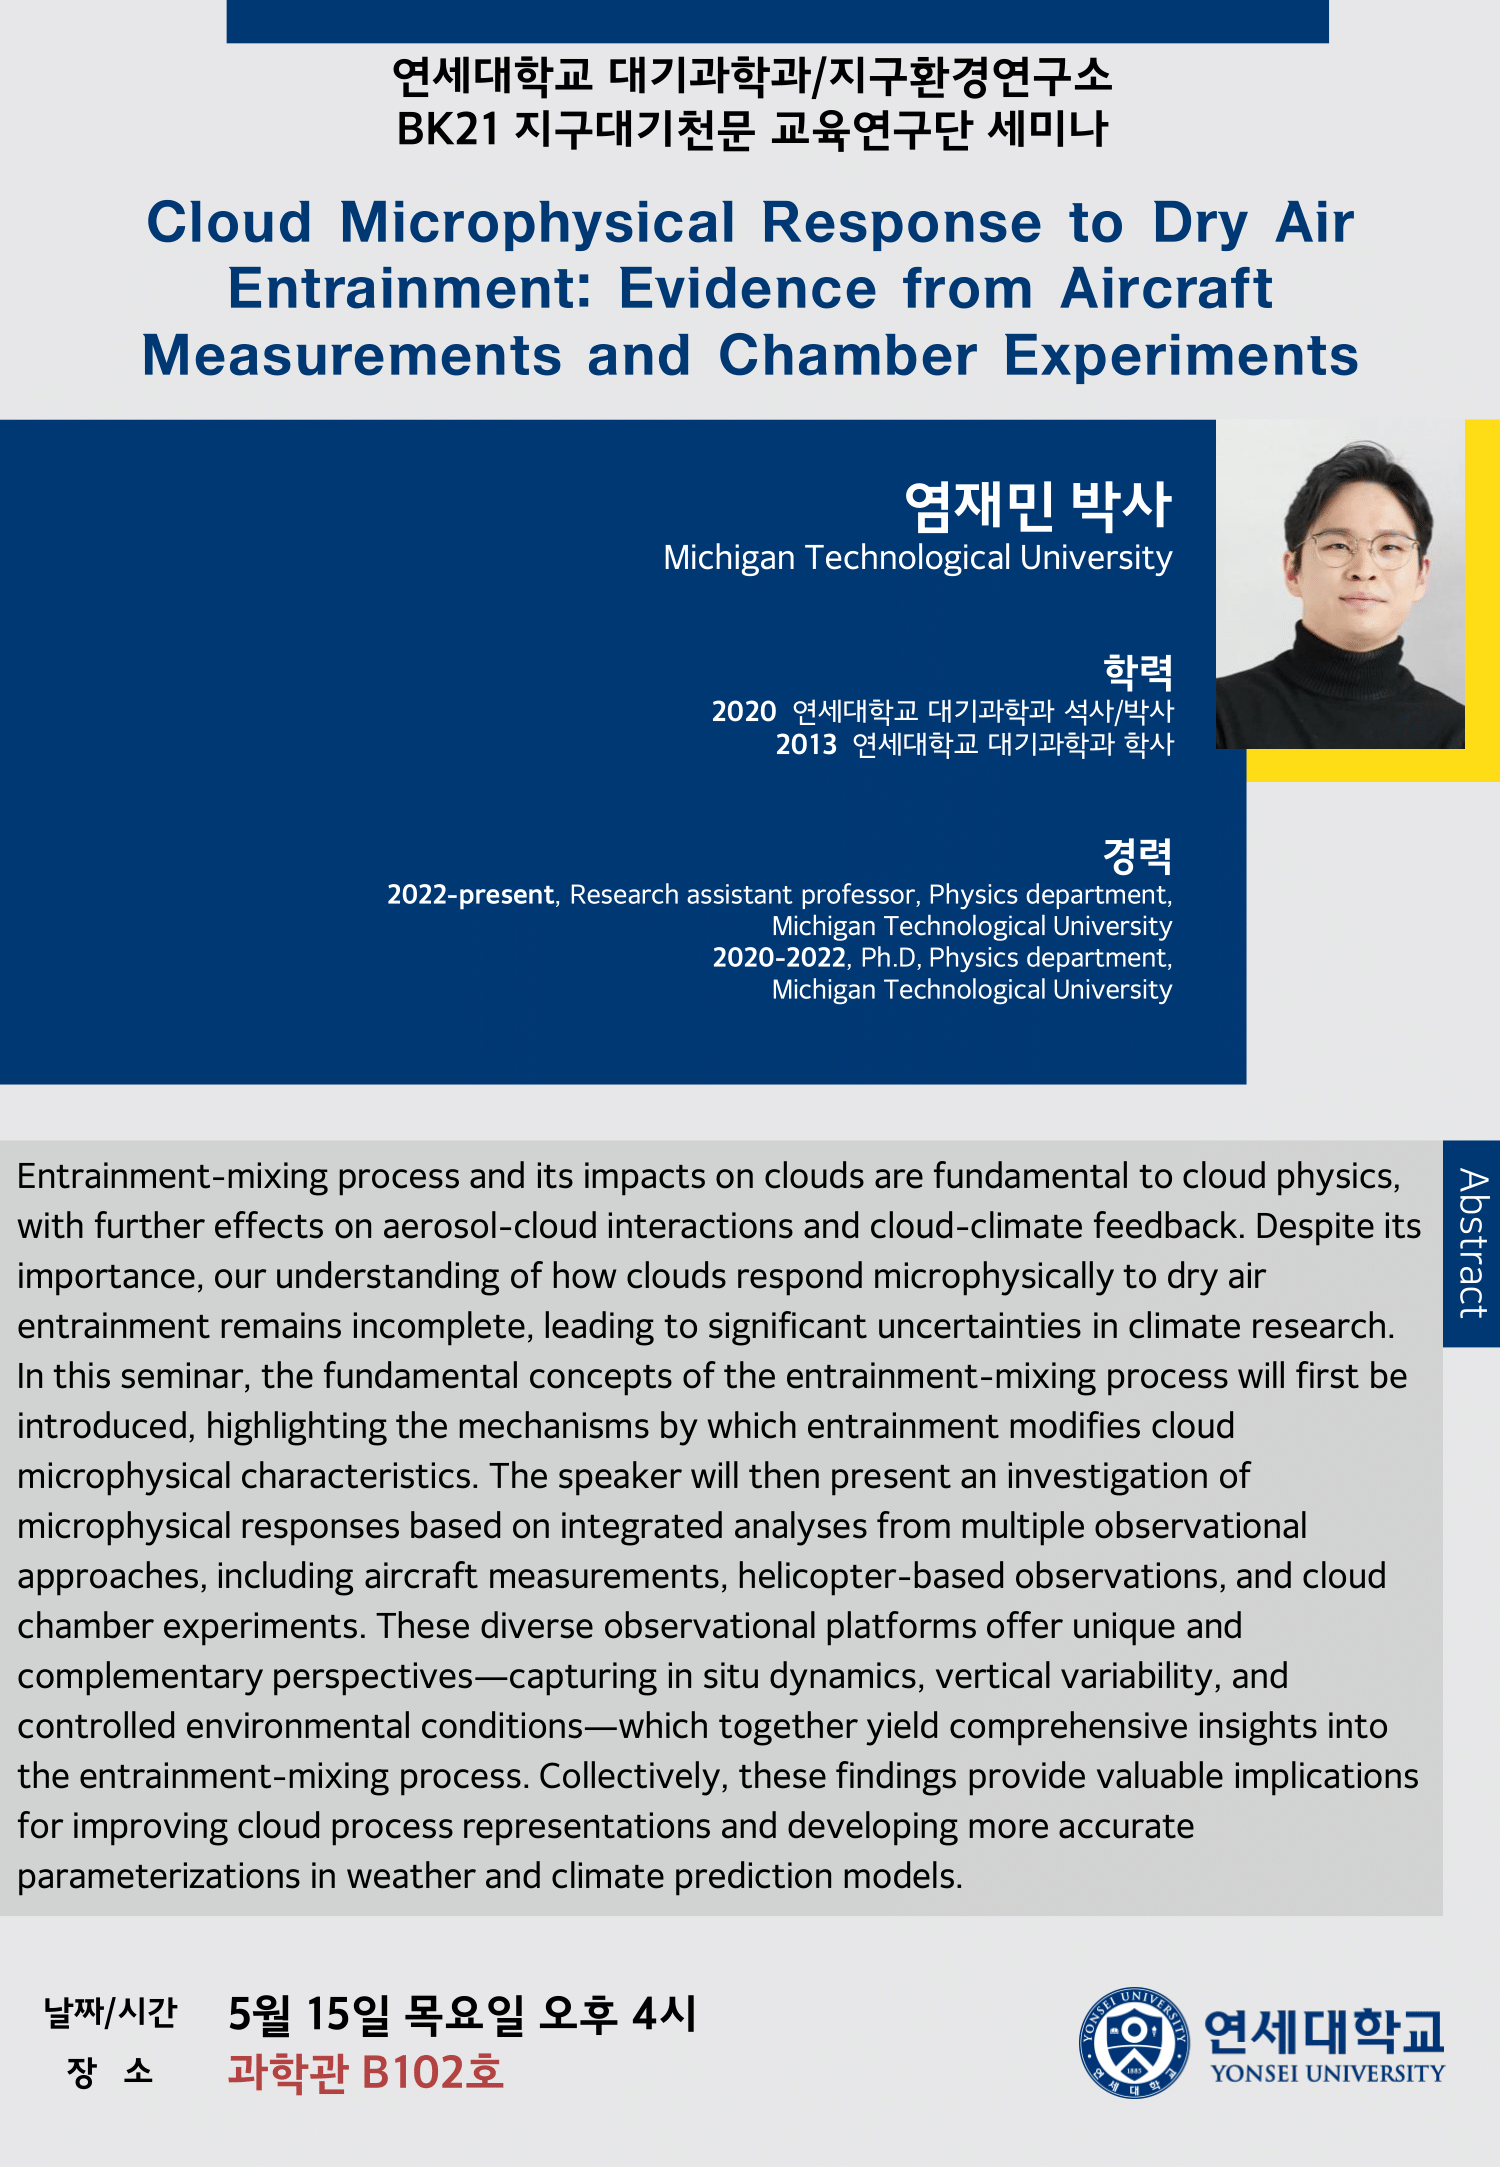 연세대학교 대기과학과/지구환경연구소
BK21 지구대기천문 교육연구단 세미나
Cloud Microphysical Response to Dry Air
Entrainment: Evidence from Aircraft
Measurements and Chamber Experiments
염재민 박사
Michigan Technological University
학력
2020 연세대학교 대기과학과 석사/박사
2013 연세대학교 대기과학과 학사
경력
2022-present, Research assistant professor, Physics department,
Michigan Technological University
2020-2022, Ph.D, Physics department,
Michigan Technological University
Abstract
Entrainment-mixing process and its impacts on clouds are fundamental to cloud physics,
with further effects on aerosol-cloud interactions and cloud-climate feedback. Despite its
importance, our understanding of how clouds respond microphysically to dry air
entrainment remains incomplete, leading to significant uncertainties in climate research.
In this seminar, the fundamental concepts of the entrainment-mixing process will first be
introduced, highlighting the mechanisms by which entrainment modifies cloud
microphysical characteristics. The speaker will then present an investigation of
microphysical responses based on integrated analyses from multiple observational
approaches, including aircraft measurements, helicopter-based observations, and cloud
chamber experiments. These diverse observational platforms offer unique and
complementary perspectives—capturing in situ dynamics, vertical variability, and
controlled environmental conditions—which together yield comprehensive insights into
the entrainment-mixing process. Collectively, these findings provide valuable implications
for improving cloud process representations and developing more accurate
parameterizations in weather and climate prediction models.
날짜/시간 5월 15일 목요일 오후 4시
장 소 과학관 B102호
YONSEI UNIVERSITY
1885
연세대학교
연세대학교
YONSEI UNIVERSITY